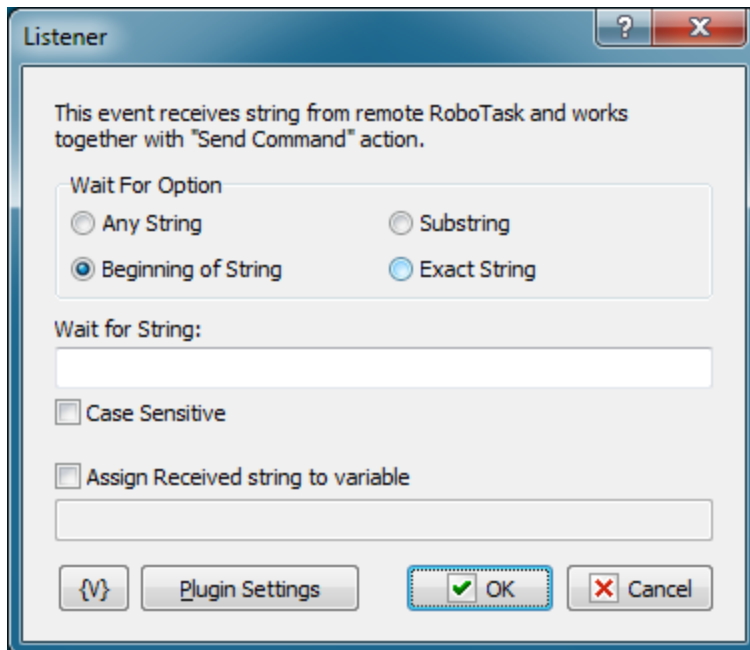 Listener
?
This event receives string from remote RoboTask and works
together with "Send Command" action.
Wait For Option
Any String
Substring
Beginning of String
Exact String
Wait for String:
Case Sensitive
Assign Received string to variable
{V} Plugin Settings OK Cancel